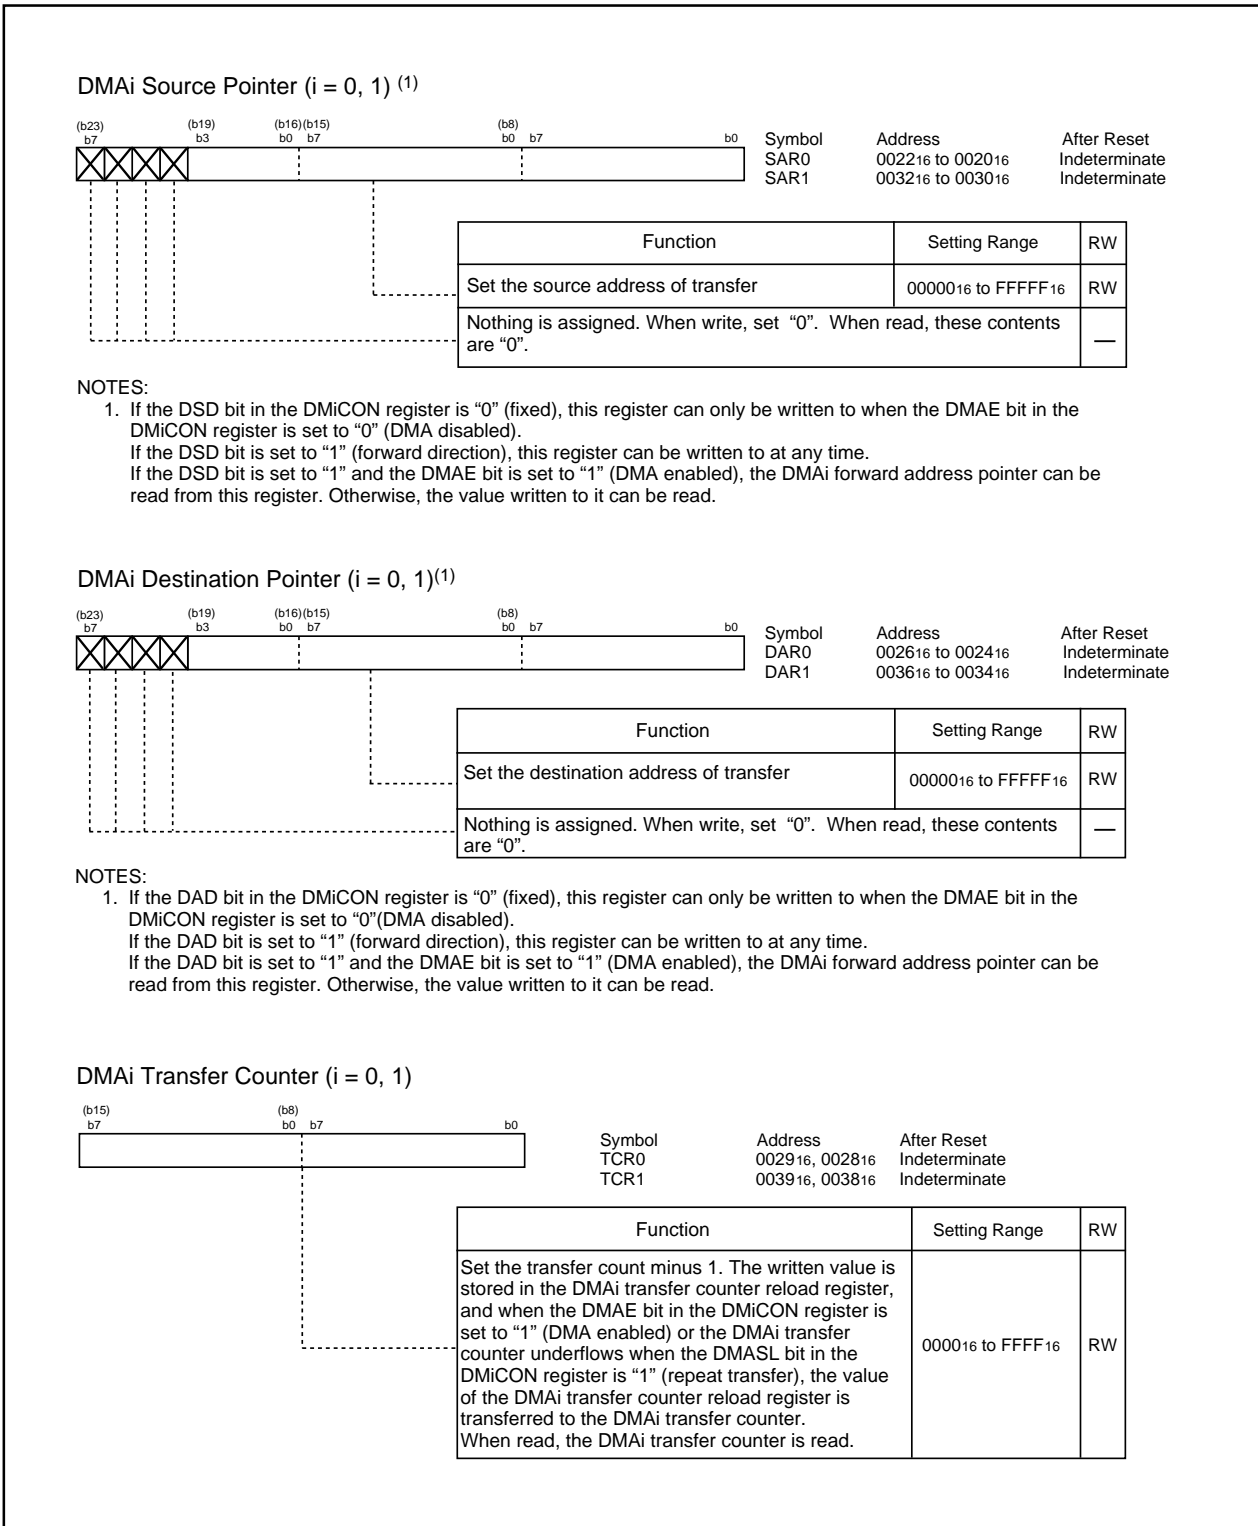 DMAi Source Pointer (i = 0, 1) (1)
(b23) (b19) (b16)(b15) (b8)
b7 b3 b0 b7 b0 b7 b0
Symbol Address After Reset
SAR0 002216 to 002016 Indeterminate
SAR1 003216 to 003016 Indeterminate
Function Setting Range RW
Set the source address of transfer 0000016 to FFFFF16 RW
Nothing is assigned. When write, set “0”. When read, these contents
are “0”. —
NOTES:
1. If the DSD bit in the DMiCON register is “0” (fixed), this register can only be written to when the DMAE bit in the
DMiCON register is set to “0” (DMA disabled).
If the DSD bit is set to “1” (forward direction), this register can be written to at any time.
If the DSD bit is set to “1” and the DMAE bit is set to “1” (DMA enabled), the DMAi forward address pointer can be
read from this register. Otherwise, the value written to it can be read.
DMAi Destination Pointer (i = 0, 1)(1)
(b23) (b19) (b16)(b15) (b8)
b7 b3 b0 b7 b0 b7 b0
Symbol Address After Reset
DAR0 002616 to 002416 Indeterminate
DAR1 003616 to 003416 Indeterminate
Function Setting Range RW
Set the destination address of transfer 0000016 to FFFFF16 RW
Nothing is assigned. When write, set “0”. When read, these contents
are “0”. —
NOTES:
1. If the DAD bit in the DMiCON register is “0” (fixed), this register can only be written to when the DMAE bit in the
DMiCON register is set to “0”(DMA disabled).
If the DAD bit is set to “1” (forward direction), this register can be written to at any time.
If the DAD bit is set to “1” and the DMAE bit is set to “1” (DMA enabled), the DMAi forward address pointer can be
read from this register. Otherwise, the value written to it can be read.
DMAi Transfer Counter (i = 0, 1)
(b15) (b8)
b7 b0 b7 b0
Symbol Address After Reset
TCR0 002916, 002816 Indeterminate
TCR1 003916, 003816 Indeterminate
Function Setting Range RW
Set the transfer count minus 1. The written value is
stored in the DMAi transfer counter reload register,
and when the DMAE bit in the DMiCON register is
set to “1” (DMA enabled) or the DMAi transfer
counter underflows when the DMASL bit in the 000016 to FFFF16 RW
DMiCON register is “1” (repeat transfer), the value
of the DMAi transfer counter reload register is
transferred to the DMAi transfer counter.
When read, the DMAi transfer counter is read.